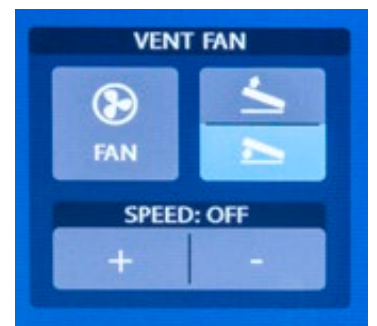 VENT FAN
FAN
SPEED: OFF
+ -